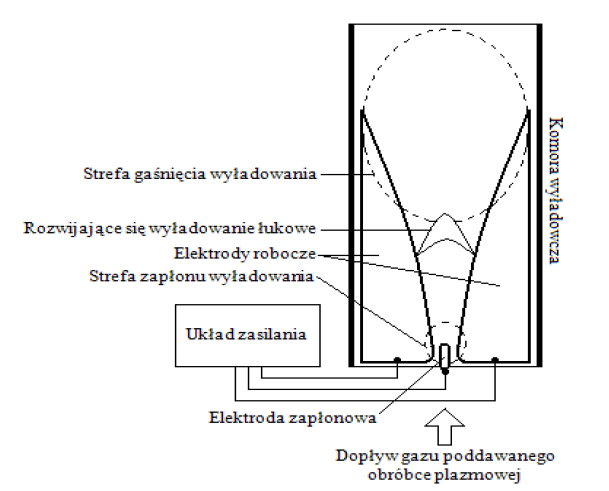 Komora wyładowcza
Strefa gaśnięcia wyładowania
Rozwijające się wyładowanie łukowe
Elektrody robocze
Strefa zapłonu wyładowania
Układ zasilania
Elektroda zapłonowa
Dopływ gazu poddawanego
obróbce plazmowej